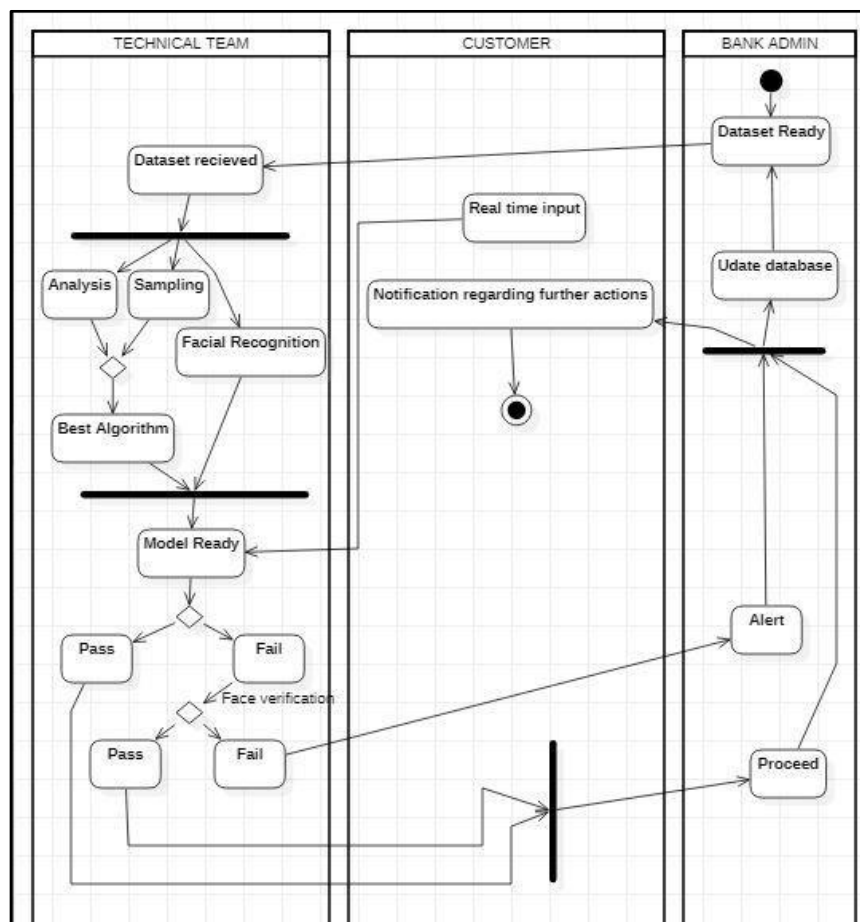 TECHNICAL TEAM
CUSTOMER
BANK ADMIN
Dataset Ready
Dataset recieved
Real time input
Udate database
Analysis
Sampling
Notification regarding further actions
Facial Recognition
Best Algorithm
Model Ready
Alert
Pass
Fail
Face verification
Pass
Fail
Proceed